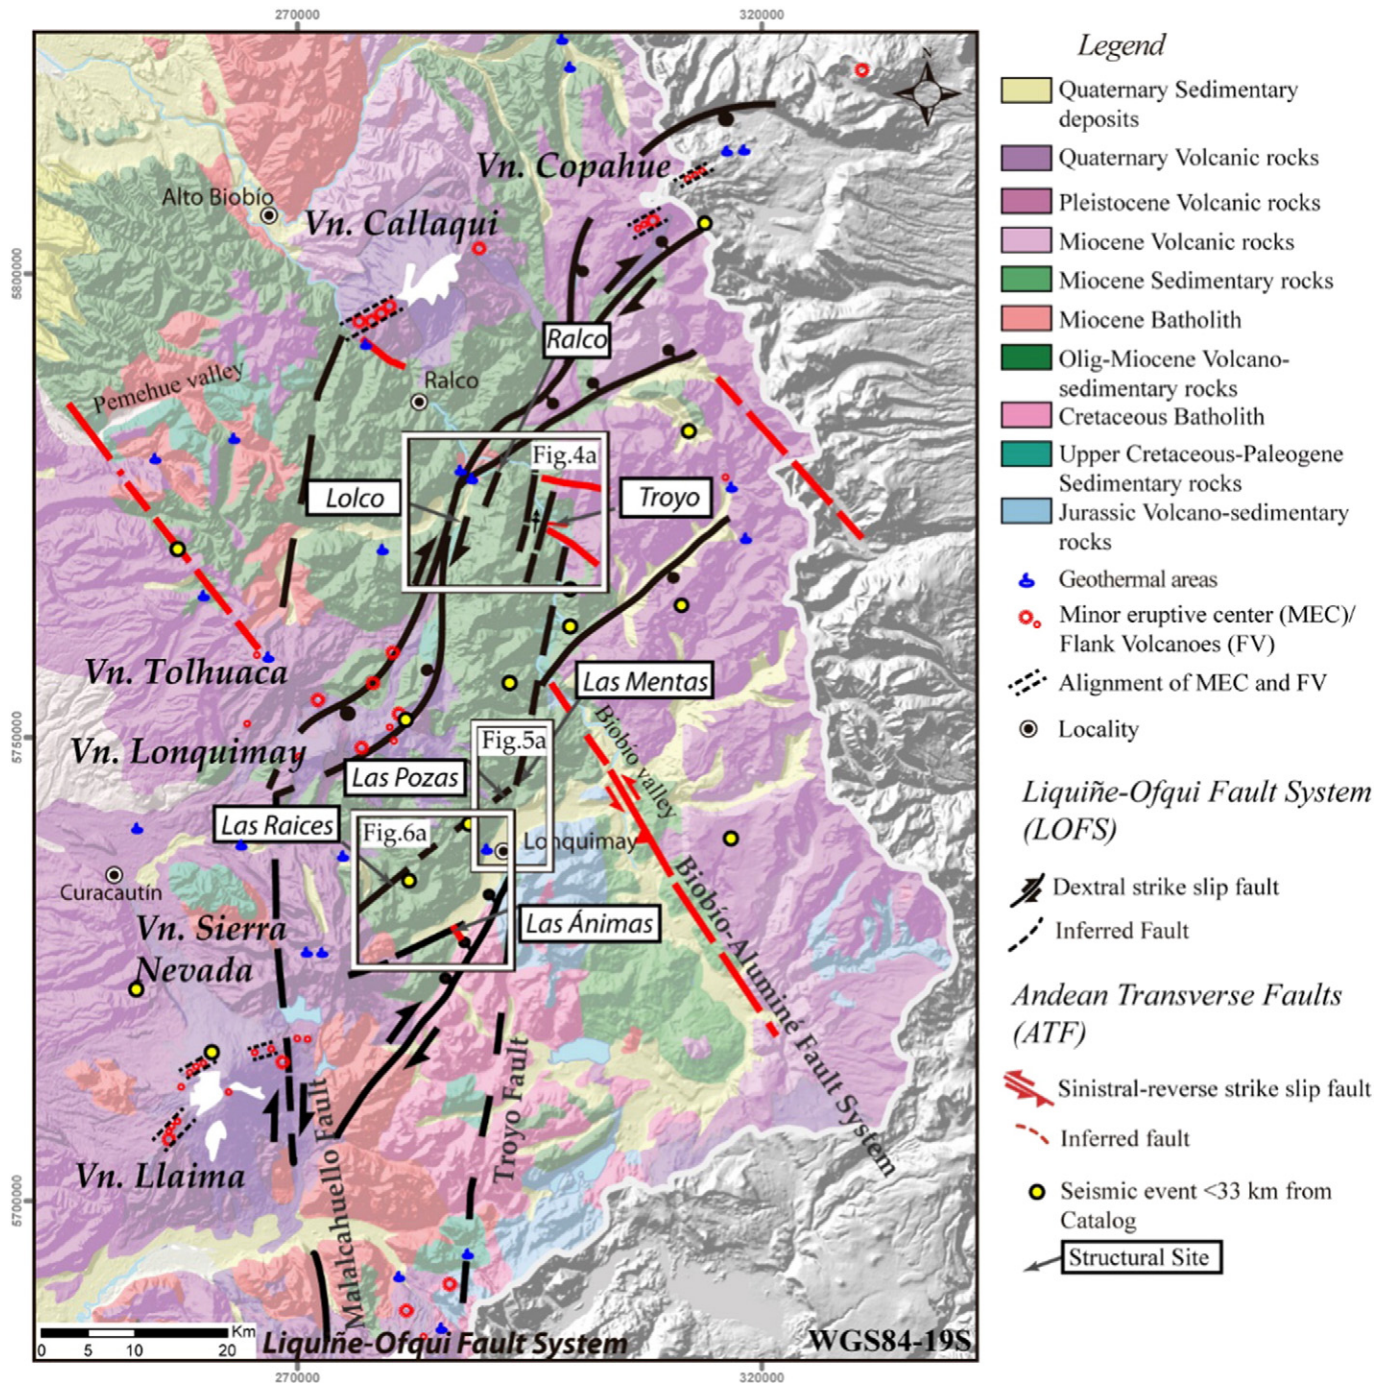 270000
320000
N
Vn. Copahue
Alto Biobío
Vn. Callaqui
5800000
Ralco
Ralco
Pemehue valley
Fig.4a
Lolco
Troyo
Vn. Tolhuaca
Las Mentas
Biobío valley
5750000
Vn. Lonquimay
Fig.5a
Las Pozas
Las Raices
Fig.6a
Lonquimay
Curacautín
Biobío-Aluminé Fault System
Vn. Sierra
Nevada
Las Ánimas
Troyo Fault
Malalcahuello Fault
Vn. Llaima
5700000
Km
0 5 10 20
Liquiñe-Ofqui Fault System
WGS84-19S
270000
320000
Legend
Quaternary Sedimentary
deposits
Quaternary Volcanic rocks
Pleistocene Volcanic rocks
Miocene Volcanic rocks
Miocene Sedimentary rocks
Miocene Batholith
Olig-Miocene Volcano-
sedimentary rocks
Cretaceous Batholith
Upper Cretaceous-Paleogene
Sedimentary rocks
Jurassic Volcano-sedimentary
rocks
Geothermal areas
Minor eruptive center (MEC)/
Flank Volcanoes (FV)
Alignment of MEC and FV
Locality
Liquiñe-Ofqui Fault System
(LOFS)
Dextral strike slip fault
Inferred Fault
Andean Transverse Faults
(ATF)
Sinistral-reverse strike slip fault
Inferred fault
Seismic event <33 km from
Catalog
Structural Site